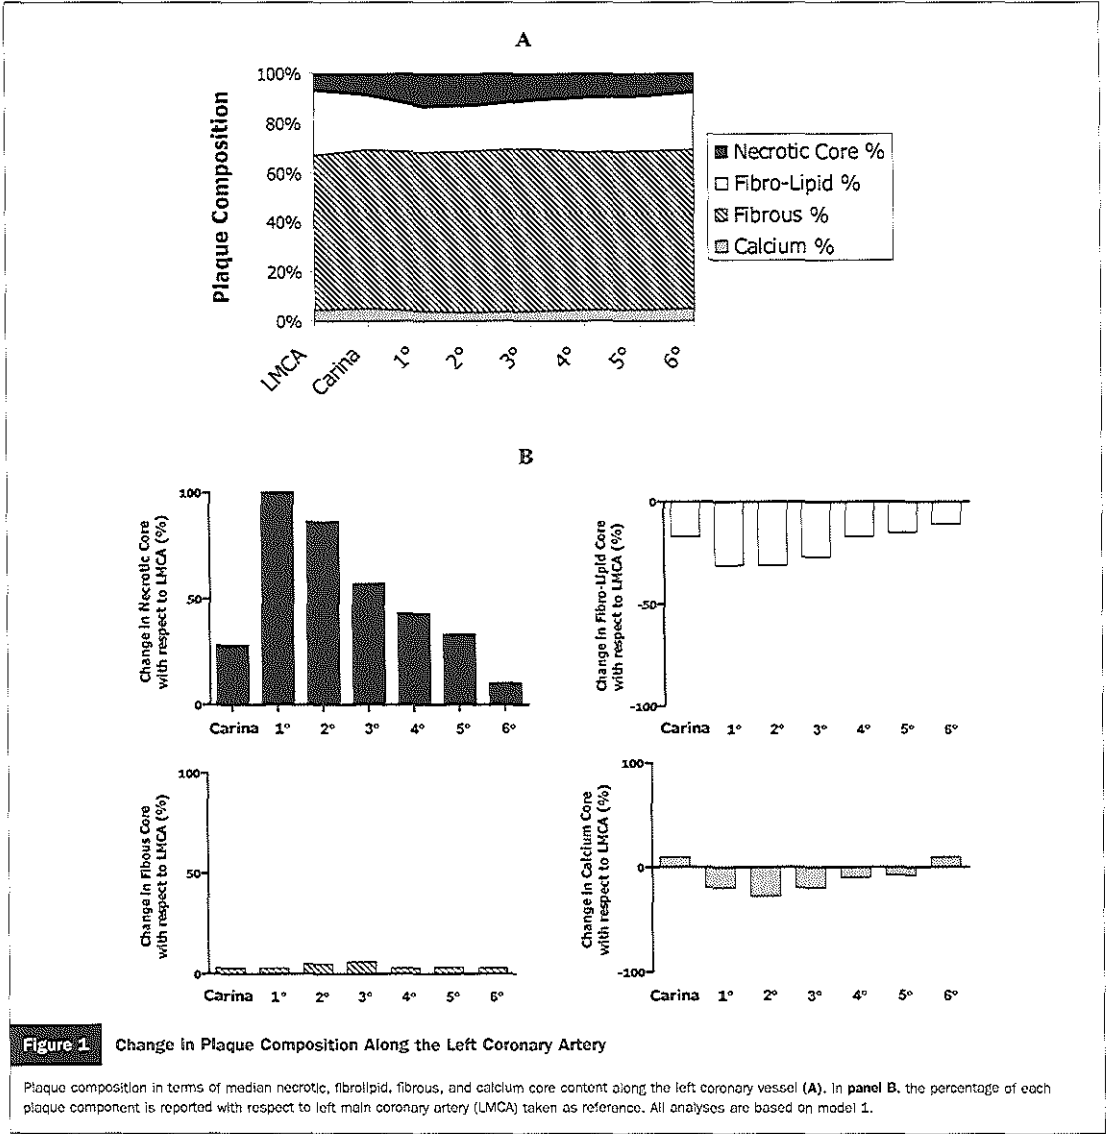 A
100%
80%
60%
40%
20%
0%
Plaque Composition
LMCA
Carina
1°
2°
3°
4°
5°
6°
Necrotic Core %
Fibro-Lipid %
Fibrous %
Calcium %
B
Change in Necrotic Core
with respect to LMCA (%)
100
50
0
Carina 1° 2° 3° 4° 5° 6°
Change in Fibro-Lipid Core
with respect to LMCA (%)
0
-50
-100
Carina 1° 2° 3° 4° 5° 6°
Change in Fibous Core
with respect to LMCA (%)
100
50
0
Carina 1° 2° 3° 4° 5° 6°
Change in Calcium Core
with respect to LMCA (%)
100
0
-100
Carina 1° 2° 3° 4° 5° 6°
Figure 1 Change in Plaque Composition Along the Left Coronary Artery
Plaque composition in terms of median necrotic, fibrolipid, fibrous, and calcium core content along the left coronary vessel (A). In panel B, the percentage of each
plaque component is reported with respect to left main coronary artery (LMCA) taken as reference. All analyses are based on model 1.